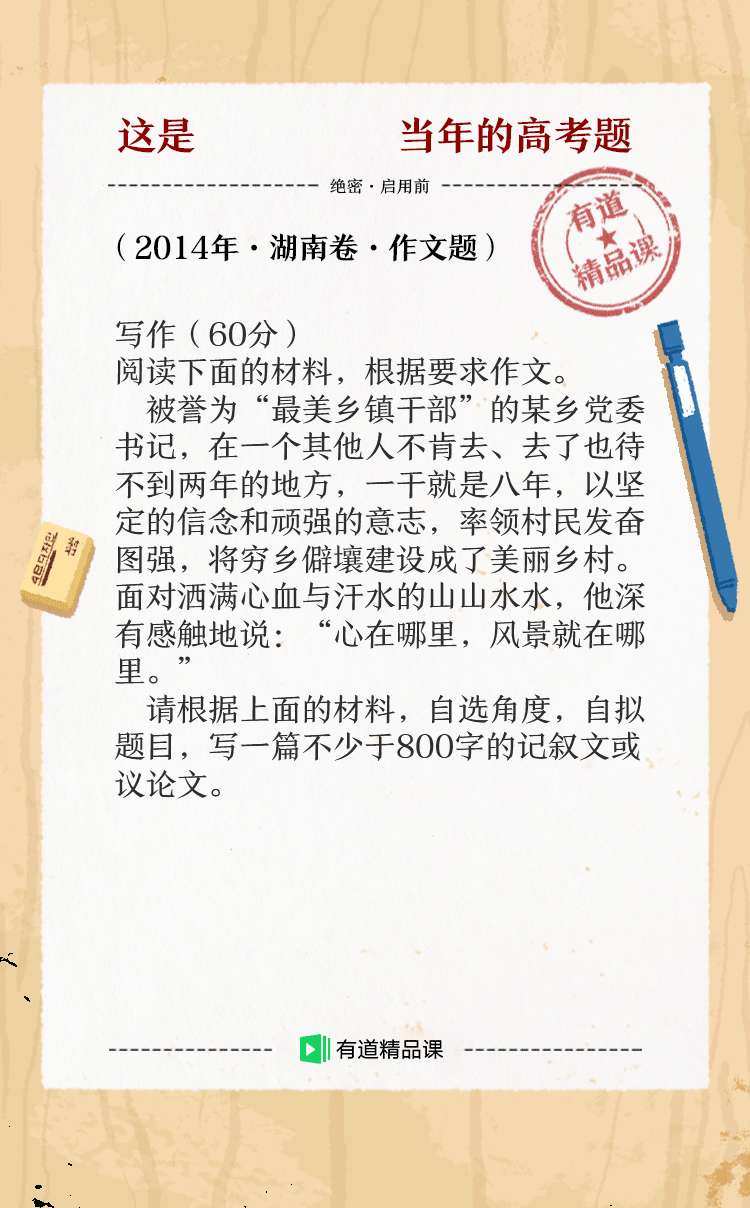 这是 当年的高考题
绝密·启用前
有道
精品课
（2014年·湖南卷·作文题）
写作（60分）
阅读下面的材料，根据要求作文。
被誉为“最美乡镇干部”的某乡党委
书记，在一个其他人不肯去、去了也待
不到两年的地方，一干就是八年，以坚
定的信念和顽强的意志，率领村民发奋
图强，将穷乡僻壤建设成了美丽乡村。
面对洒满心血与汗水的山山水水，他深
有感触地说：“心在哪里，风景就在哪
里。”
请根据上面的材料，自选角度，自拟
题目，写一篇不少于800字的记叙文或
议论文。
有道精品课